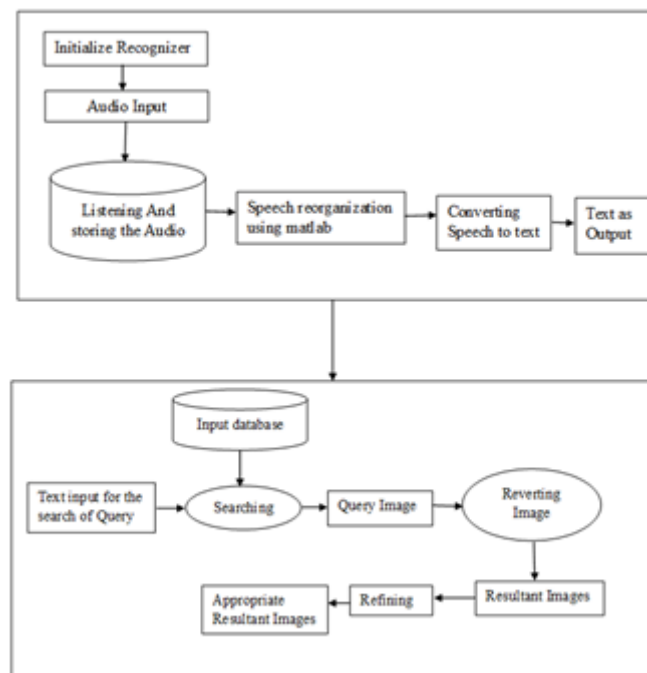 Initialize Recognizer
Audio Input
Listening And
storing the Audio
Speech reorganization
using matlab
Converting
Speech to text
Text as
Output
Input database
Text input for the
search of Query
Searching
Query Image
Reverting
Image
Resultant Images
Refining
Appropriate
Resultant Images